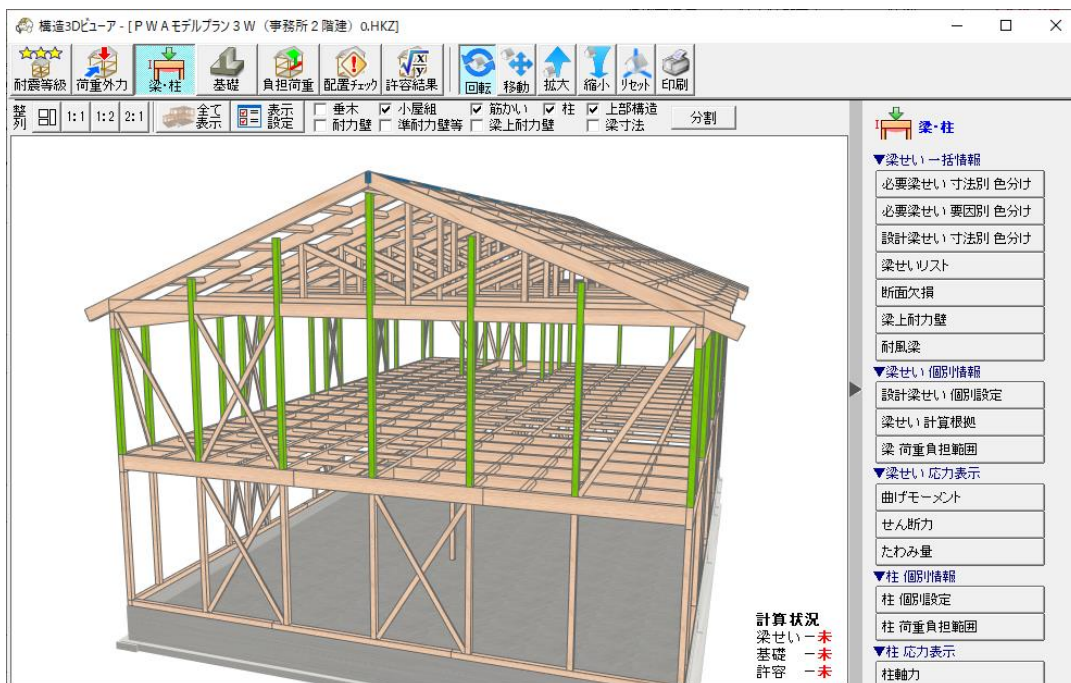 構造3Dビューア - [ＰＷＡモデルプラン３Ｗ（事務所２階建）０.HKZ]
耐震等級 荷重外力 梁・柱 基礎 負担荷重 配置チェック 許容結果 回転 移動 拡大 縮小 リセット 印刷
整列 1:1 1:2 2:1 全て表示 表示設定 垂木 小屋組 筋かい 柱 上部構造 分割
耐力壁 準耐力壁等 梁上耐力壁 梁寸法
梁・柱
▼梁せい 一括情報
必要梁せい 寸法別 色分け
必要梁せい 要因別 色分け
設計梁せい 寸法別 色分け
梁せいリスト
断面欠損
梁上耐力壁
耐風梁
▼梁せい 個別情報
設計梁せい 個別設定
梁せい 計算根拠
梁 荷重負担範囲
▼梁せい 応力表示
曲げモーメント
せん断力
たわみ量
▼柱 個別情報
柱 個別設定
柱 荷重負担範囲
▼柱 応力表示
柱軸力
計算状況
梁せい－未
基礎 －未
許容 －未